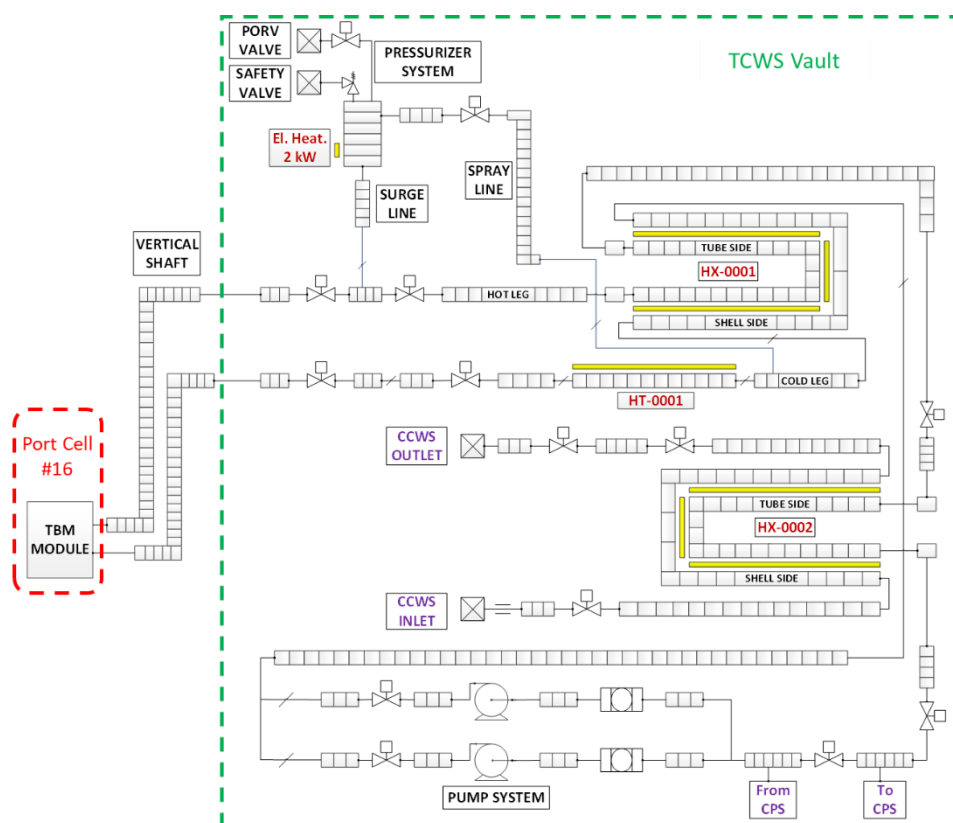 PORV
VALVE
PRESSURIZER
SYSTEM
TCWS Vault
SAFETY
VALVE
El. Heat.
2 kW
SPRAY
LINE
SURGE
LINE
VERTICAL
SHAFT
TUBE SIDE
HX-0001
HOT LEG
SHELL SIDE
COLD LEG
HT-0001
Port Cell
#16
CCWS
OUTLET
TBM
MODULE
TUBE SIDE
HX-0002
SHELL SIDE
CCWS
INLET
PUMP SYSTEM
From
CPS
To
CPS